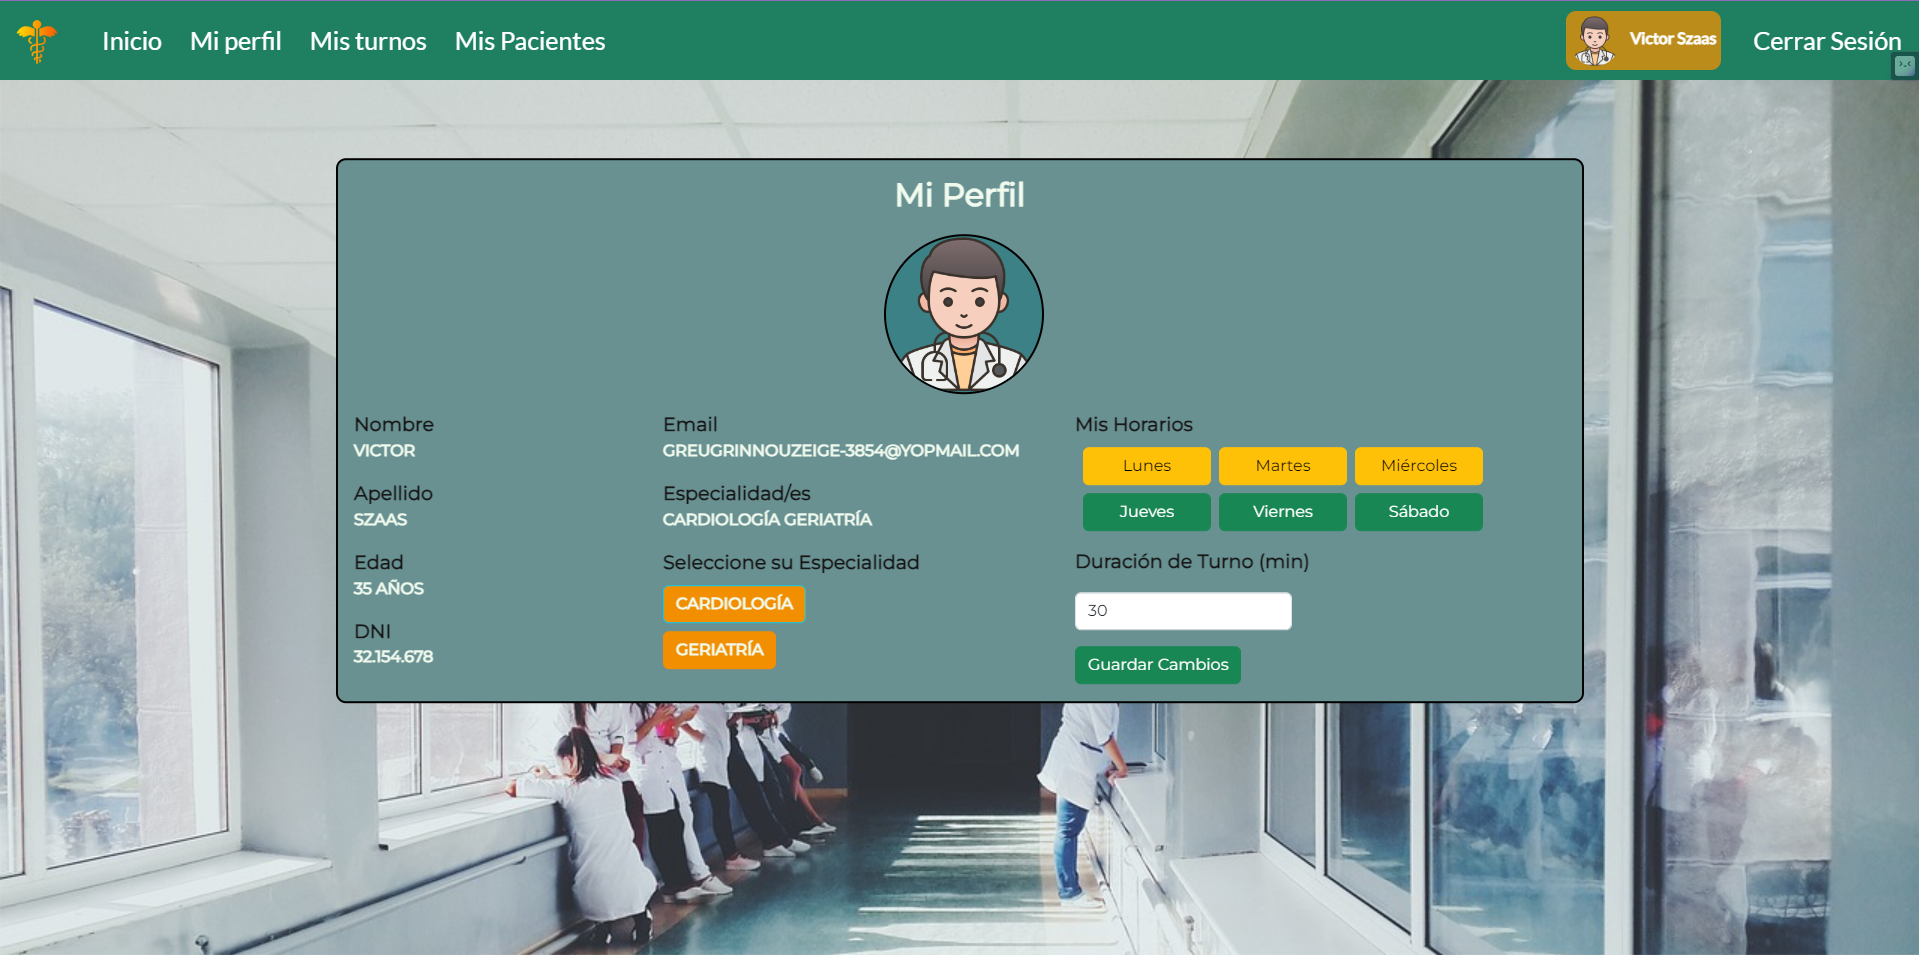 Inicio Mi perfil Mis turnos Mis Pacientes Victor Szaas Cerrar Sesión
Mi Perfil
Nombre
VICTOR
Apellido
SZAAS
Edad
35 AÑOS
DNI
32.154.678
Email
GREUGRINNOUZEIGE-3854@YOPMAIL.COM
Especialidad/es
CARDIOLOGÍA GERIATRÍA
Seleccione su Especialidad
CARDIOLOGÍA
GERIATRÍA
Mis Horarios
Lunes Martes Miércoles
Jueves Viernes Sábado
Duración de Turno (min)
30
Guardar Cambios